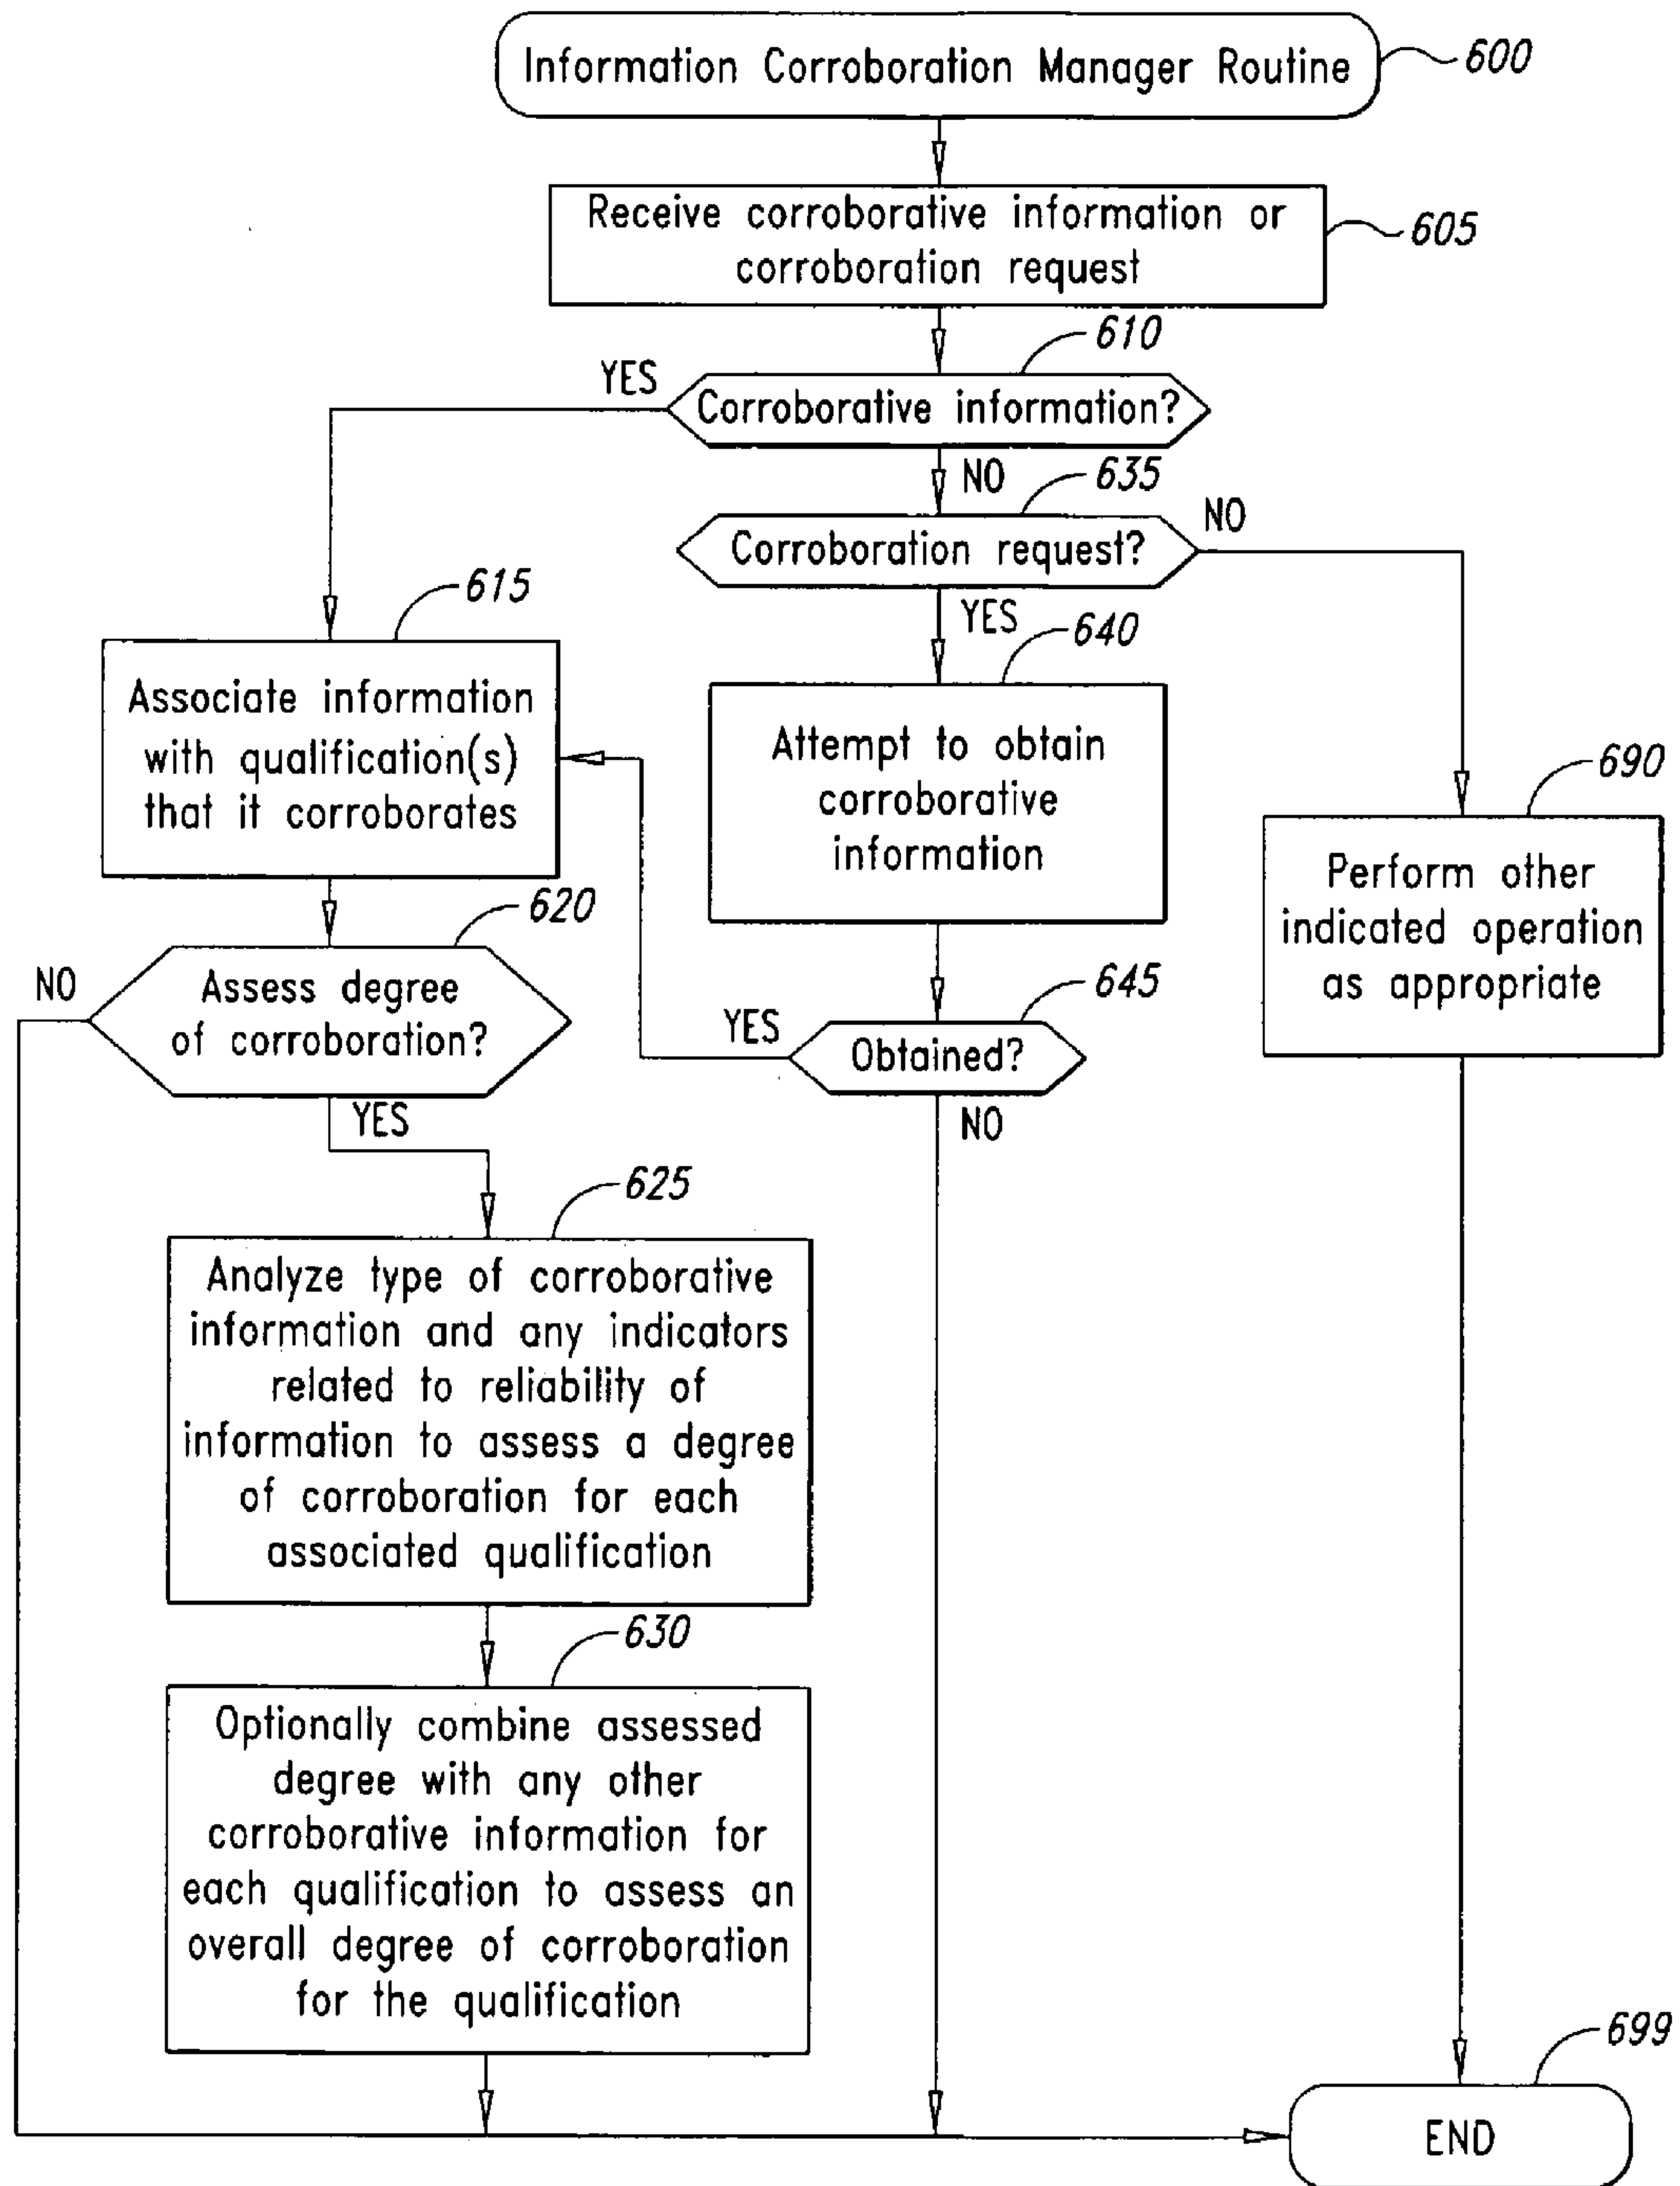 Information Corroboration Manager Routine
600
Receive corroborative information or
corroboration request
605
610
YES
Corroborative information?
NO
635
Corroboration request?
NO
615
YES
640
Associate information
with qualification(s)
that it corroborates
Attempt to obtain
corroborative
information
690
Perform other
indicated operation
as appropriate
620
NO
Assess degree
of corroboration?
YES
645
YES
Obtained?
NO
625
Analyze type of corroborative
information and any indicators
related to reliability of
information to assess a degree
of corroboration for each
associated qualification
630
Optionally combine assessed
degree with any other
corroborative information for
each qualification to assess an
overall degree of corroboration
for the qualification
699
END